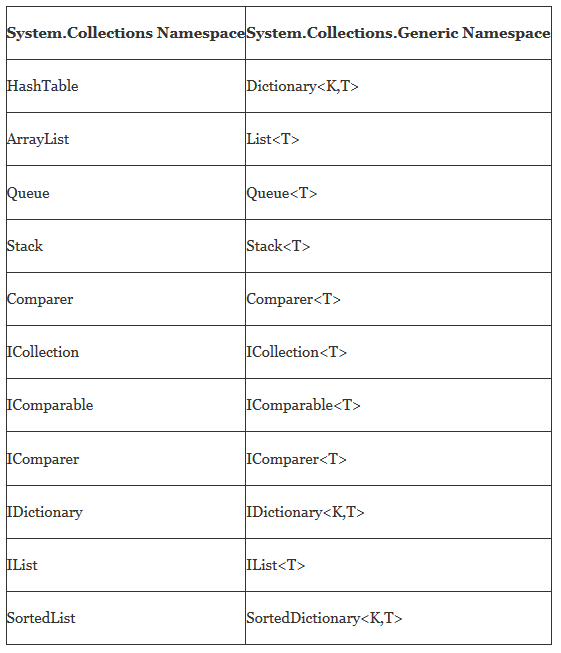 System.Collections Namespace System.Collections.Generic Namespace
HashTable Dictionary<K,T>
ArrayList List<T>
Queue Queue<T>
Stack Stack<T>
Comparer Comparer<T>
ICollection ICollection<T>
IComparable IComparable<T>
IComparer IComparer<T>
IDictionary IDictionary<K,T>
IList IList<T>
SortedList SortedDictionary<K,T>